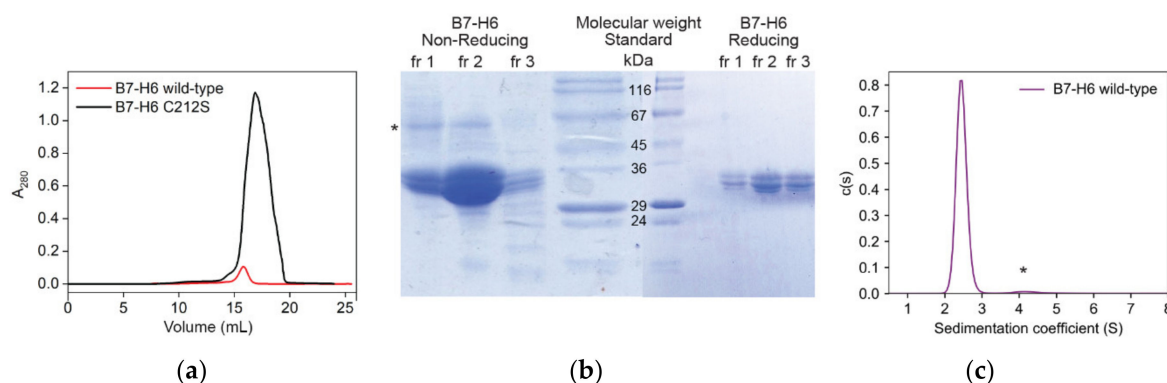 B7-H6 wild-type
B7-H6 C212S
A280
1.2
1.0
0.8
0.6
0.4
0.2
0.0
0 5 10 15 20 25
Volume (mL)
(a)
B7-H6
Non-Reducing
fr 1 fr 2 fr 3
Molecular weight
Standard
kDa
B7-H6
Reducing
fr 1 fr 2 fr 3
*
116
67
45
36
29
24
(b)
B7-H6 wild-type
c(s)
0.8
0.7
0.6
0.5
0.4
0.3
0.2
0.1
0.0
*
1 2 3 4 5 6 7 8
Sedimentation coefficient (S)
(c)